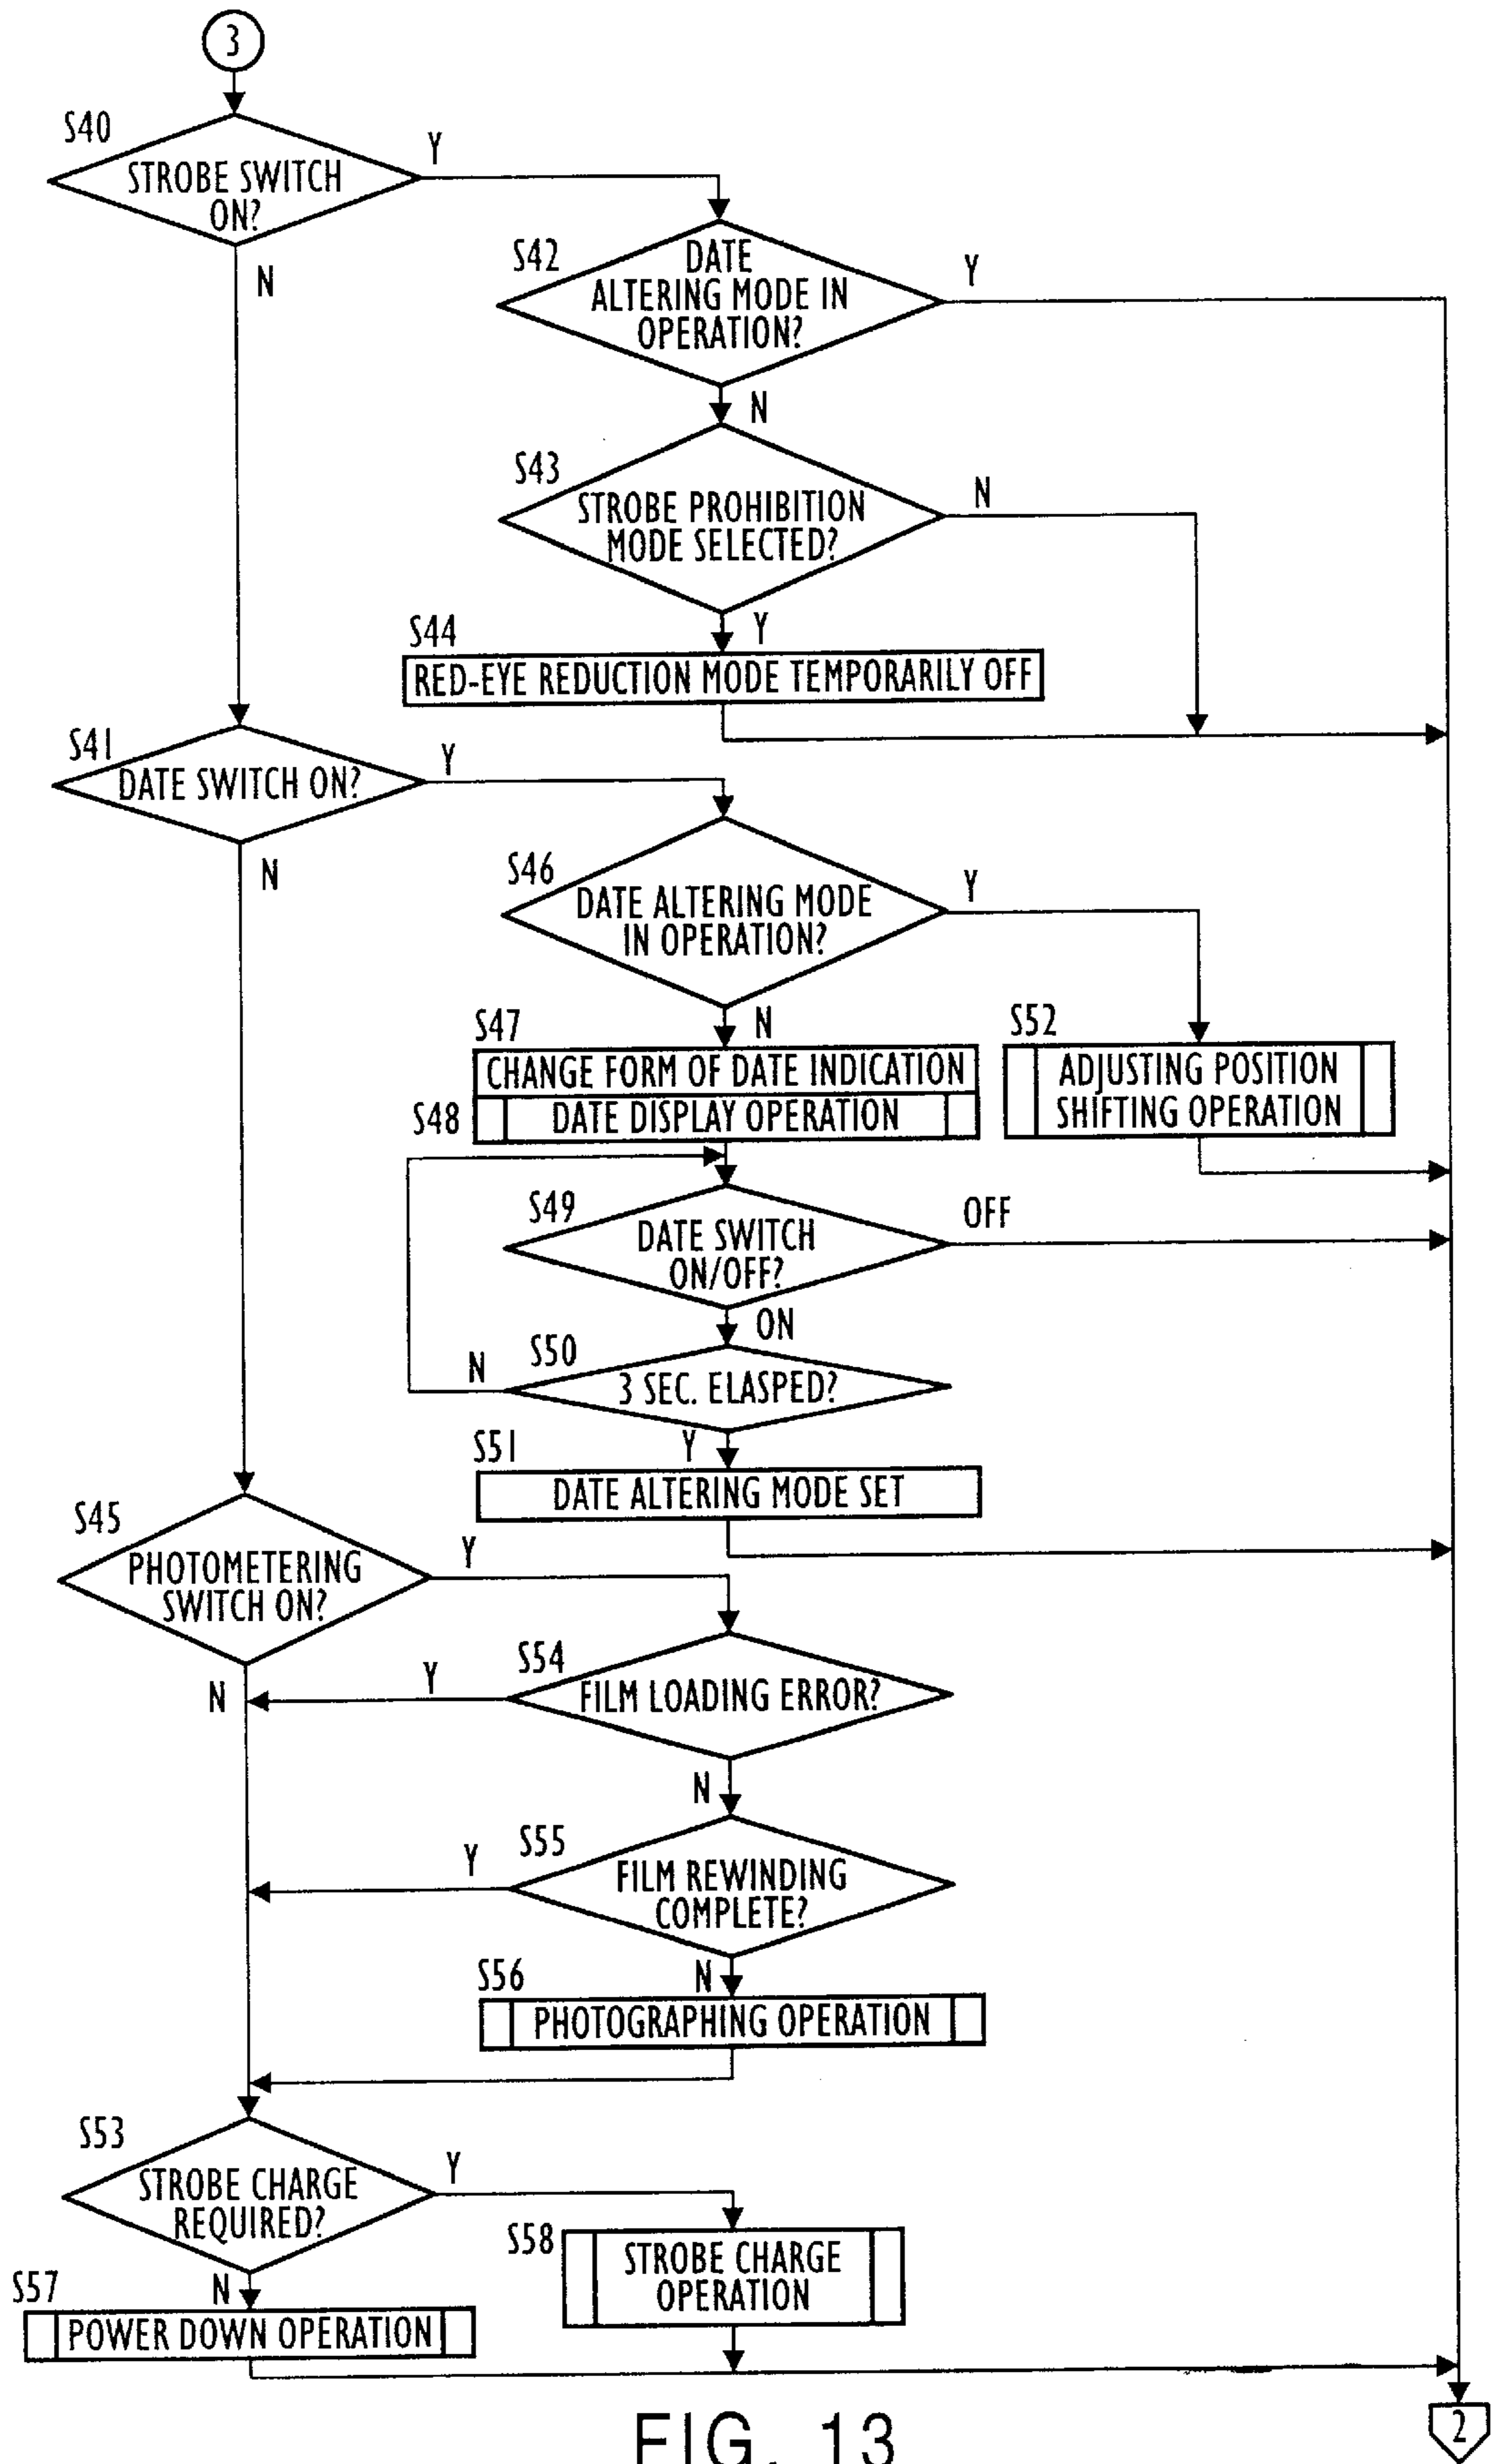 3
S40
STROBE SWITCH
ON?
Y
N
S42
DATE
ALTERING MODE IN
OPERATION?
Y
N
S43
STROBE PROHIBITION
MODE SELECTED?
N
Y
S44
RED-EYE REDUCTION MODE TEMPORARILY OFF
S41
DATE SWITCH ON?
Y
N
S46
DATE ALTERING MODE
IN OPERATION?
Y
N
S47
CHANGE FORM OF DATE INDICATION
S48
DATE DISPLAY OPERATION
S52
ADJUSTING POSITION
SHIFTING OPERATION
S49
DATE SWITCH
ON/OFF?
OFF
ON
S50
3 SEC. ELASPED?
N
Y
S51
DATE ALTERING MODE SET
S45
PHOTOMETERING
SWITCH ON?
Y
N
S54
FILM LOADING ERROR?
Y
N
S55
FILM REWINDING
COMPLETE?
Y
N
S56
PHOTOGRAPHING OPERATION
S53
STROBE CHARGE
REQUIRED?
Y
N
S58
STROBE CHARGE
OPERATION
S57
POWER DOWN OPERATION
2
FIG. 13